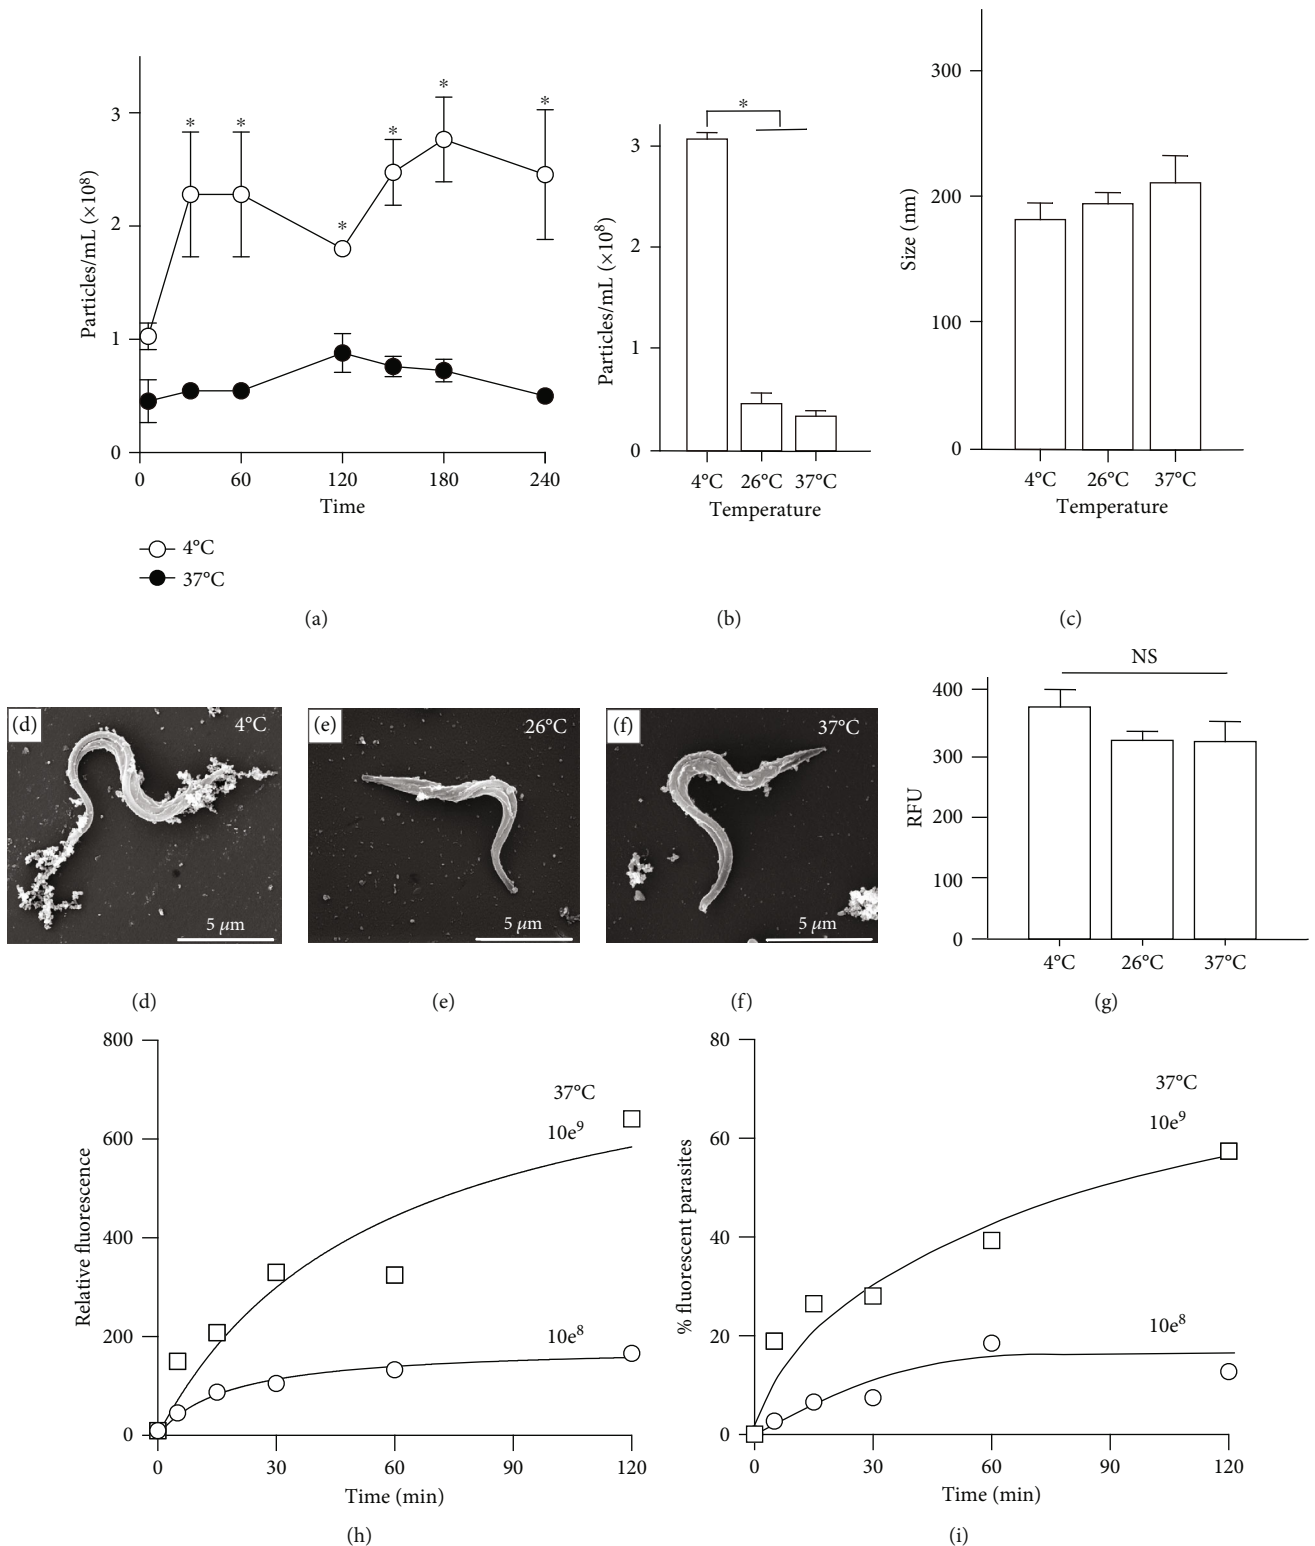 3
2
1
0
Particles/mL (×10⁸)
* * * * * *
0 60 120 180 240
Time
4°C
37°C
(a)
3
2
1
0
Particles/mL (×10⁸)
*
4°C 26°C 37°C
Temperature
(b)
300
200
100
0
Size (nm)
4°C 26°C 37°C
Temperature
(c)
(d) 4°C
5 μm
(d)
(e) 26°C
5 μm
(e)
(f) 37°C
5 μm
(f)
NS
400
300
200
100
0
RFU
4°C 26°C 37°C
(g)
800
600
400
200
0
Relative fluorescence
37°C
10e⁹
10e⁸
0 30 60 90 120
Time (min)
(h)
80
60
40
20
0
% fluorescent parasites
37°C
10e⁹
10e⁸
0 30 60 90 120
Time (min)
(i)